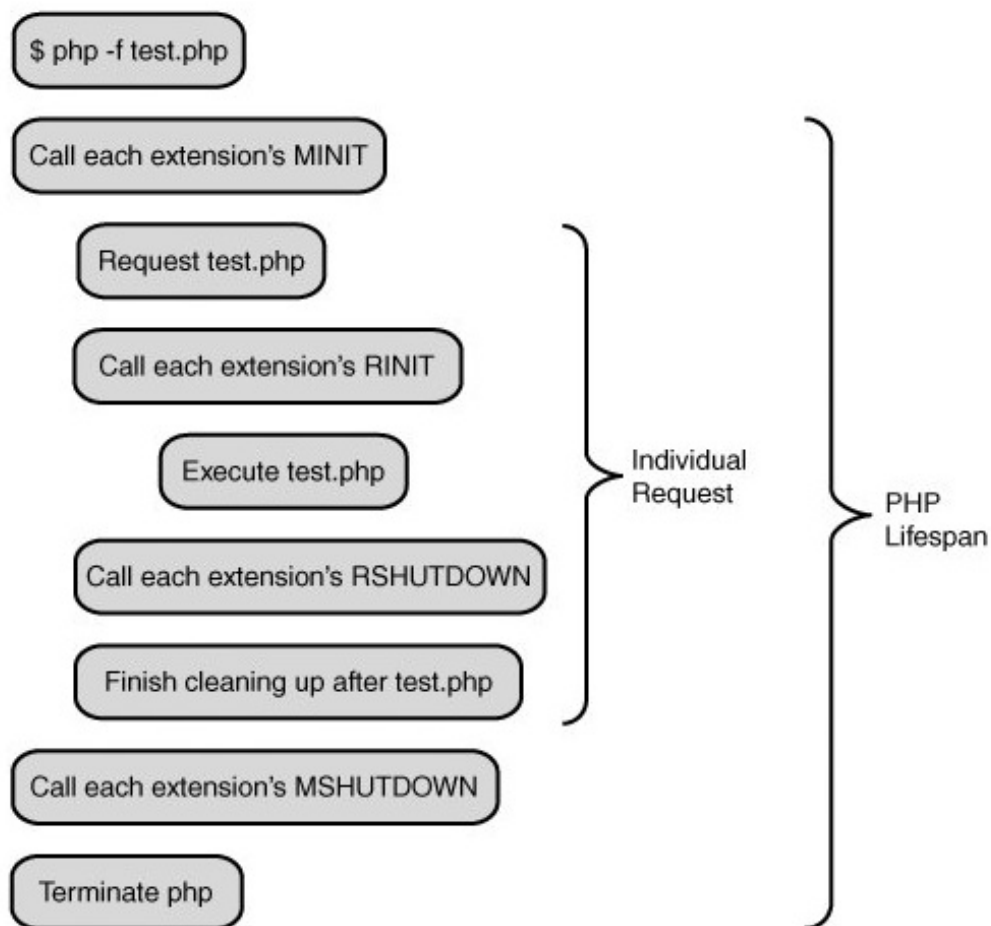 $ php -f test.php
Call each extension's MINIT
Request test.php
Call each extension's RINIT
Execute test.php
Individual
Request
PHP
Lifespan
Call each extension's RSHUTDOWN
Finish cleaning up after test.php
Call each extension's MSHUTDOWN
Terminate php